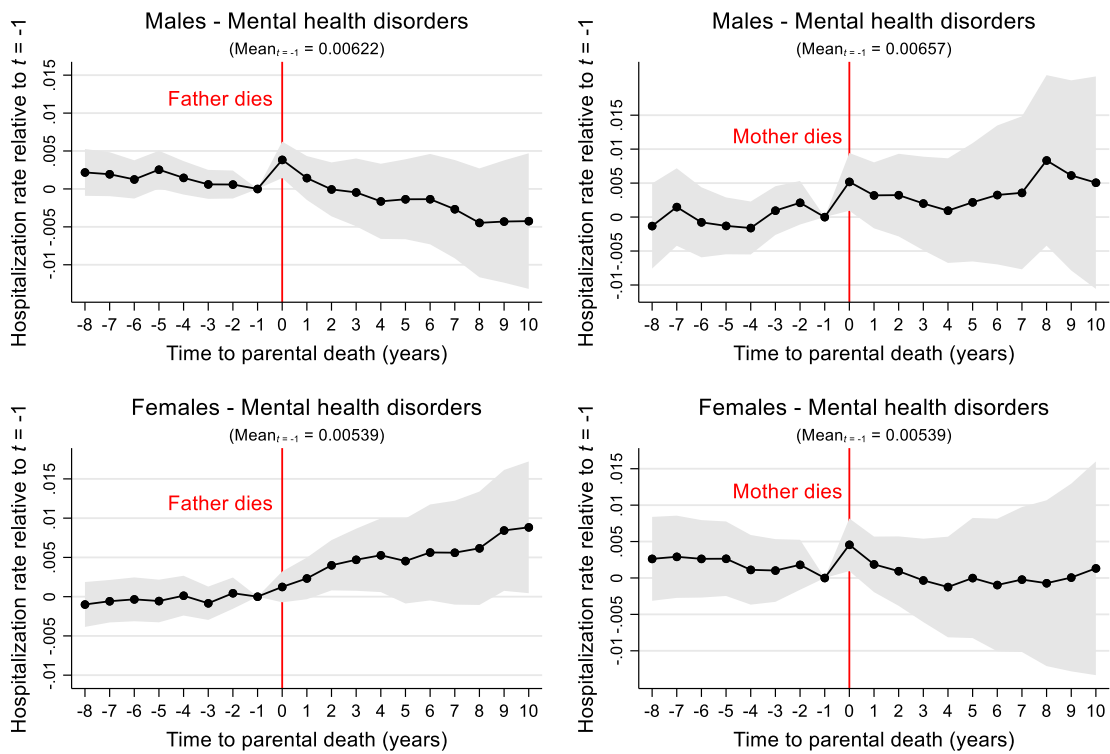 Males - Mental health disorders
(Mean t = -1 = 0.00622)
Hospitalization rate relative to t = -1
.015
.01
.005
0
-.005
-.01
Father dies
-8 -7 -6 -5 -4 -3 -2 -1 0 1 2 3 4 5 6 7 8 9 10
Time to parental death (years)
Males - Mental health disorders
(Mean t = -1 = 0.00657)
Hospitalization rate relative to t = -1
.015
.01
.005
0
-.005
-.01
Mother dies
-8 -7 -6 -5 -4 -3 -2 -1 0 1 2 3 4 5 6 7 8 9 10
Time to parental death (years)
Females - Mental health disorders
(Mean t = -1 = 0.00539)
Hospitalization rate relative to t = -1
.015
.01
.005
0
-.005
-.01
Father dies
-8 -7 -6 -5 -4 -3 -2 -1 0 1 2 3 4 5 6 7 8 9 10
Time to parental death (years)
Females - Mental health disorders
(Mean t = -1 = 0.00539)
Hospitalization rate relative to t = -1
.015
.01
.005
0
-.005
-.01
Mother dies
-8 -7 -6 -5 -4 -3 -2 -1 0 1 2 3 4 5 6 7 8 9 10
Time to parental death (years)